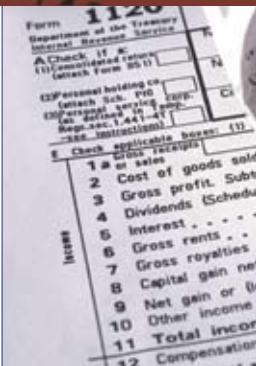 Form 1120
Department of the Treasury
Internal Revenue Service
A Check if a:
(1) Consolidated return
(attach Form 851)
(2) Personal holding co.
(attach Sch. PH)
(3) Personal service corp.
(as defined in Temp.
Regs. sec. 1.441-4T
—see instructions)
N
N
E Check applicable boxes: (1)
1a Gross receipts
or sales
2 Cost of goods sold
3 Gross profit. Subt
4 Dividends (Schedu
5 Interest . . . .
6 Gross rents . .
7 Gross royalties
8 Capital gain net
9 Net gain or (l
10 Other income
11 Total incom
12 Compensation
Income